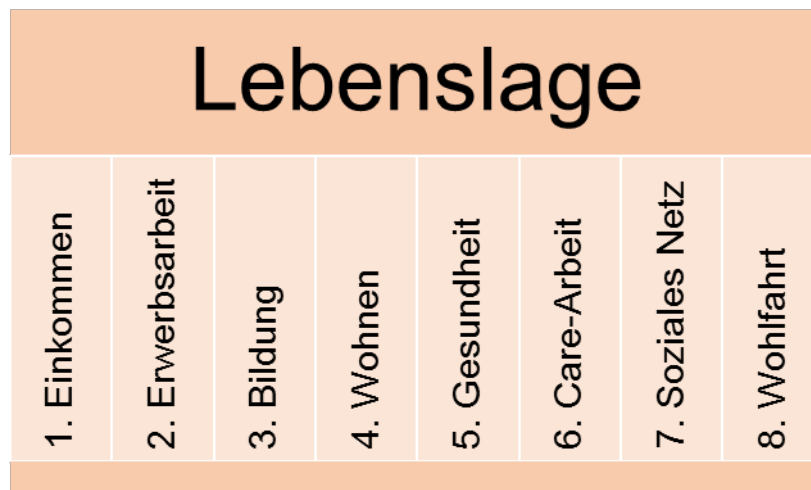 Lebenslage
1. Einkommen
2. Erwerbsarbeit
3. Bildung
4. Wohnen
5. Gesundheit
6. Care-Arbeit
7. Soziales Netz
8. Wohlfahrt